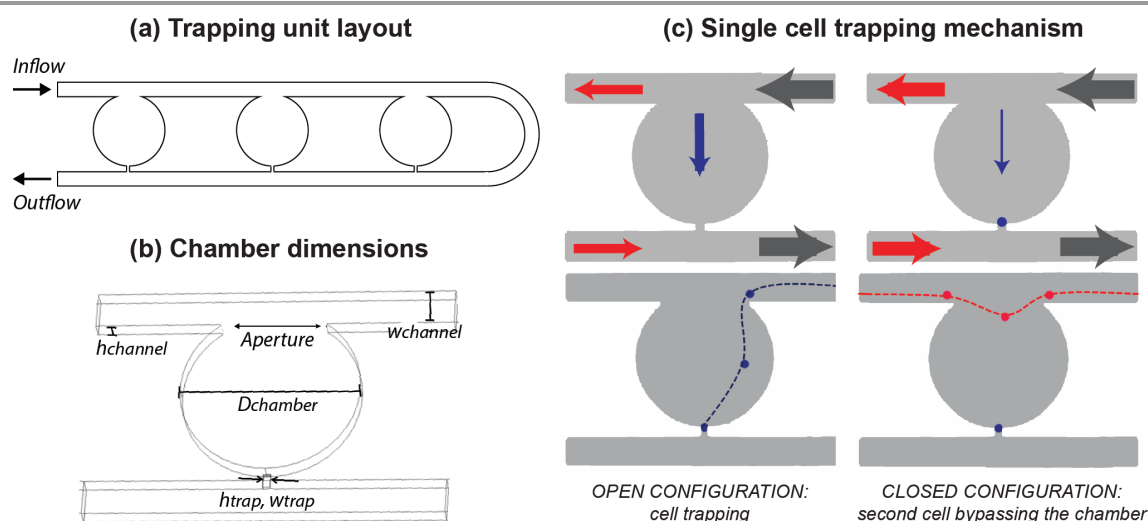 (a) Trapping unit layout
Inflow
Outflow
(b) Chamber dimensions
hchannel
Aperture
wchannel
Dchamber
htrap, wtrap
(c) Single cell trapping mechanism
OPEN CONFIGURATION:
cell trapping
CLOSED CONFIGURATION:
second cell bypassing the chamber